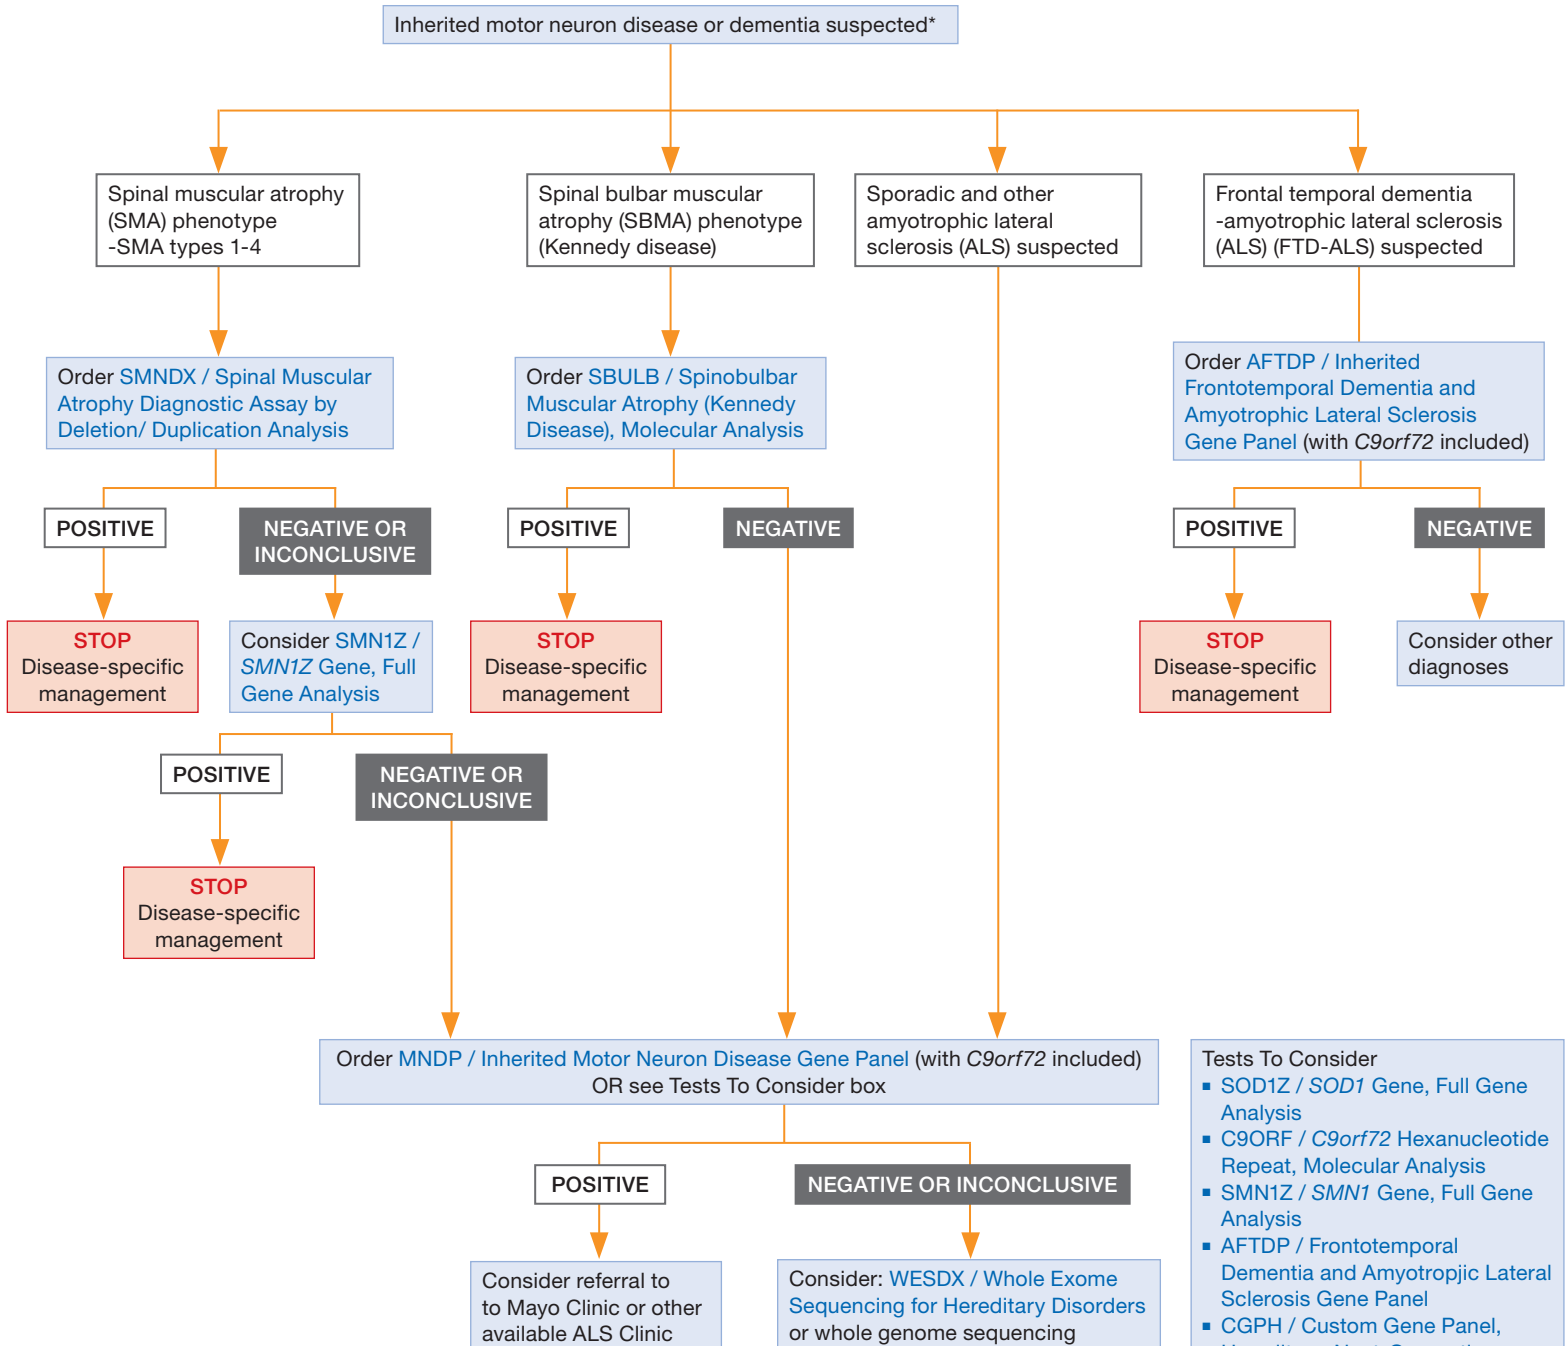 Inherited motor neuron disease or dementia suspected*
Spinal muscular atrophy
(SMA) phenotype
-SMA types 1-4
Spinal bulbar muscular
atrophy (SBMA) phenotype
(Kennedy disease)
Sporadic and other
amyotrophic lateral
sclerosis (ALS) suspected
Frontal temporal dementia
-amyotrophic lateral sclerosis
(ALS) (FTD-ALS) suspected
Order SMNDX / Spinal Muscular
Atrophy Diagnostic Assay by
Deletion/ Duplication Analysis
Order SBULB / Spinobulbar
Muscular Atrophy (Kennedy
Disease), Molecular Analysis
Order AFTDP / Inherited
Frontotemporal Dementia and
Amyotrophic Lateral Sclerosis
Gene Panel (with C9orf72 included)
POSITIVE
NEGATIVE OR
INCONCLUSIVE
POSITIVE
NEGATIVE
POSITIVE
NEGATIVE
STOP
Disease-specific
management
Consider SMN1Z /
SMN1Z Gene, Full
Gene Analysis
STOP
Disease-specific
management
STOP
Disease-specific
management
Consider other
diagnoses
POSITIVE
NEGATIVE OR
INCONCLUSIVE
STOP
Disease-specific
management
Order MNDP / Inherited Motor Neuron Disease Gene Panel (with C9orf72 included)
OR see Tests To Consider box
POSITIVE
NEGATIVE OR INCONCLUSIVE
Consider referral to
to Mayo Clinic or other
available ALS Clinic
Consider: WESDX / Whole Exome
Sequencing for Hereditary Disorders
or whole genome sequencing
Tests To Consider
▪ SOD1Z / SOD1 Gene, Full Gene
Analysis
▪ C9ORF / C9orf72 Hexanucleotide
Repeat, Molecular Analysis
▪ SMN1Z / SMN1 Gene, Full Gene
Analysis
▪ AFTDP / Frontotemporal
Dementia and Amyotropjic Lateral
Sclerosis Gene Panel
▪ CGPH / Custom Gene Panel,